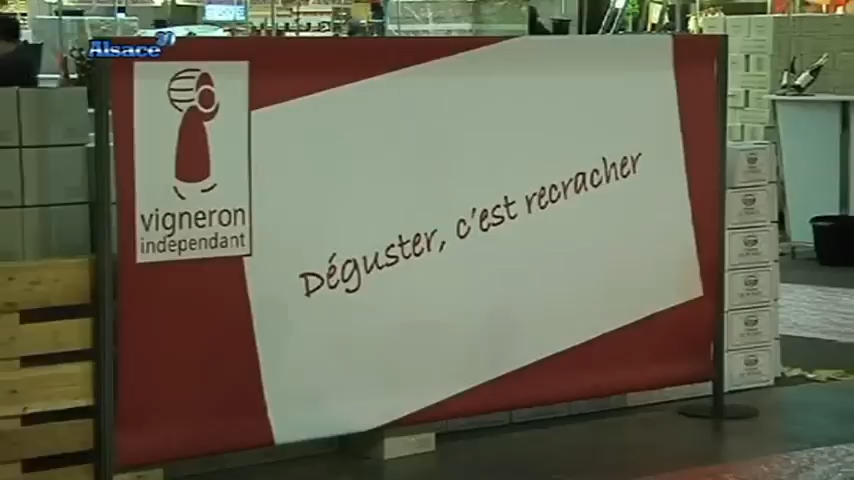 Alsace
vigneron
indépendant
Déguster, c'est recracher